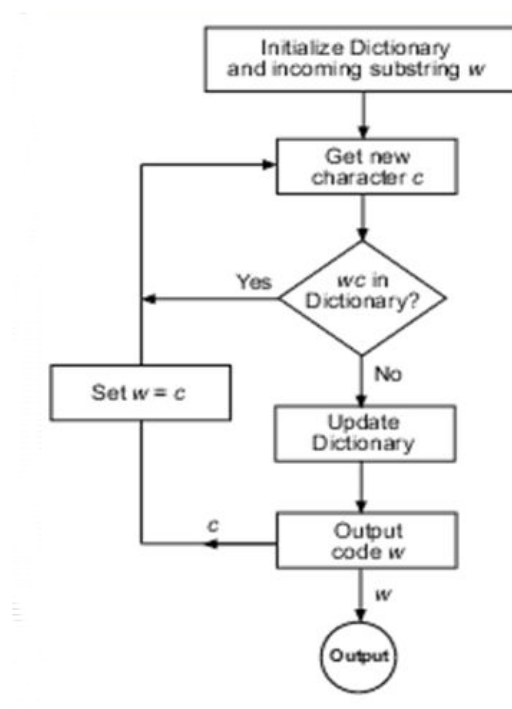 Initialize Dictionary
and incoming substring w
Get new
character c
Yes
wc in
Dictionary?
No
Set w = c
Update
Dictionary
c
Output
code w
w
Output